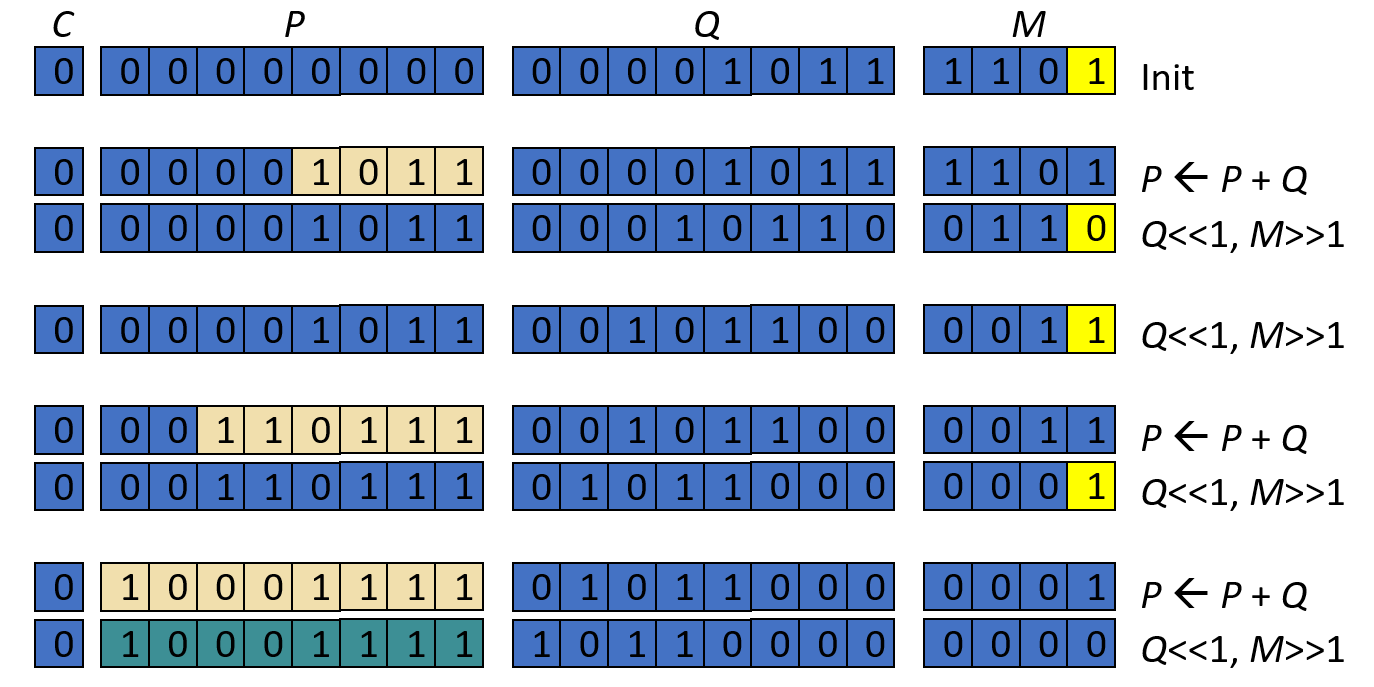 C P Q M
0 0 0 0 0 0 0 0 0 0 0 0 0 1 0 1 1 1 1 0 1 Init
0 0 0 0 0 1 0 1 1 0 0 0 0 1 0 1 1 1 1 0 1 P ← P + Q
0 0 0 0 0 1 0 1 1 0 0 0 1 0 1 1 0 0 1 1 0 Q<<1, M>>1
0 0 0 0 0 1 0 1 1 0 0 1 0 1 1 0 0 0 0 1 1 Q<<1, M>>1
0 0 0 1 1 0 1 1 1 0 0 1 0 1 1 0 0 0 0 1 1 P ← P + Q
0 0 0 1 1 0 1 1 1 0 1 0 1 1 0 0 0 0 0 0 1 Q<<1, M>>1
0 1 0 0 0 1 1 1 1 0 1 0 1 1 0 0 0 0 0 0 1 P ← P + Q
0 1 0 0 0 1 1 1 1 1 0 1 1 0 0 0 0 0 0 0 0 Q<<1, M>>1